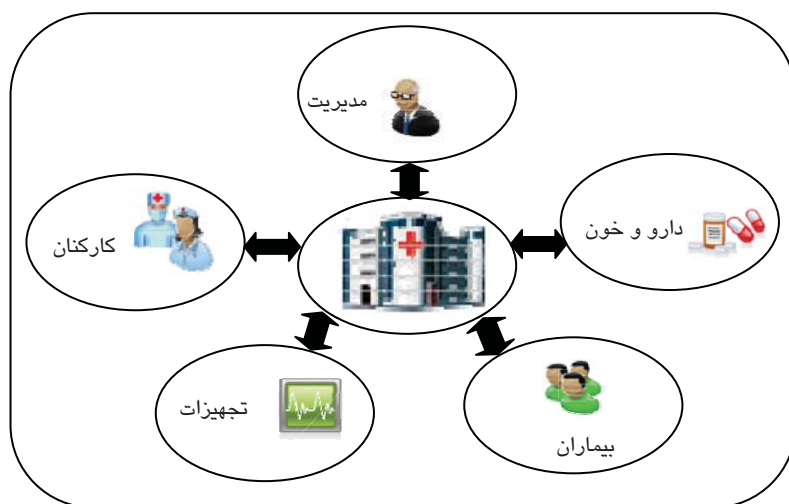 مدیریت
دارو و خون
کارکنان
تجهیزات
بیماران